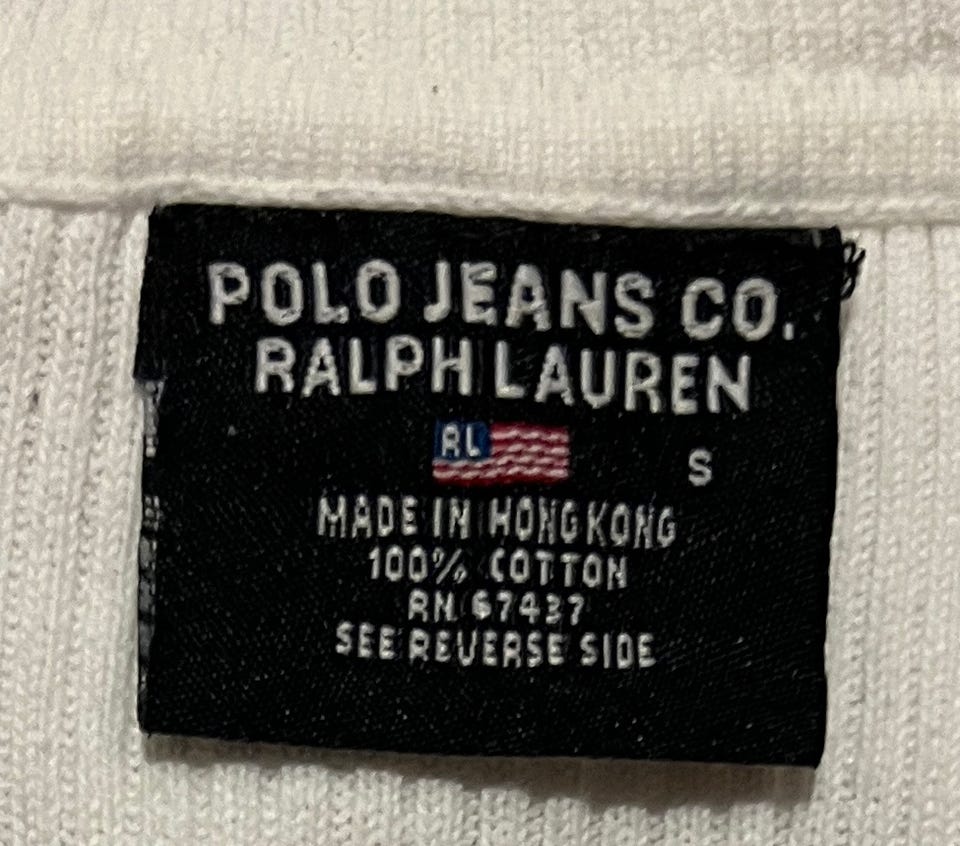 POLO JEANS CO.
RALPH LAUREN
RL
S
MADE IN HONG KONG
100% COTTON
RN 67437
SEE REVERSE SIDE